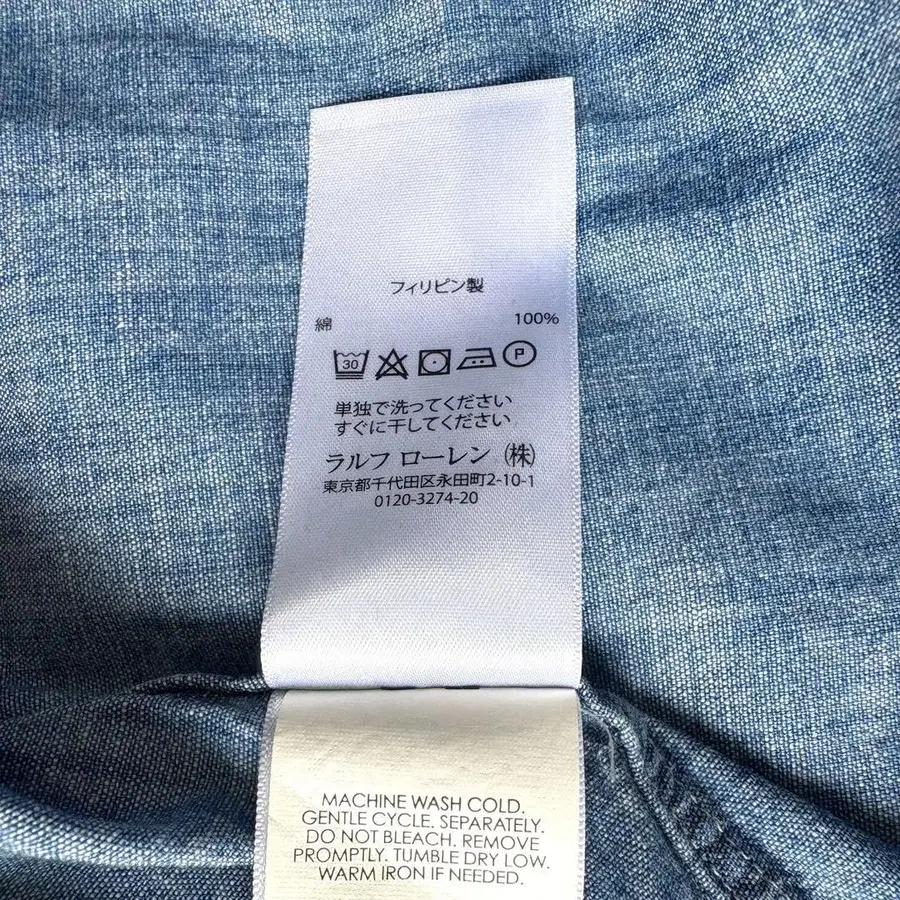 フィリピン製
綿 100%
30 P
単独で洗ってください
すぐに干してください
ラルフ ローレン (株)
東京都千代田区永田町2-10-1
0120-3274-20
MACHINE WASH COLD.
GENTLE CYCLE. SEPARATELY.
DO NOT BLEACH. REMOVE
PROMPTLY. TUMBLE DRY LOW.
WARM IRON IF NEEDED.